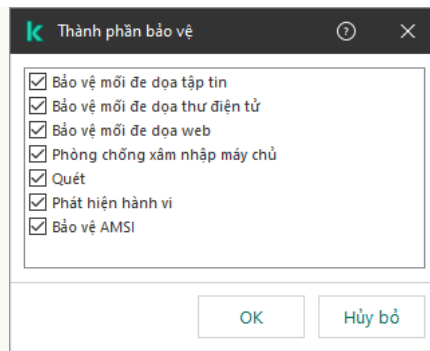 Thành phần bảo vệ
Bảo vệ mối đe dọa tập tin
Bảo vệ mối đe dọa thư điện tử
Bảo vệ mối đe dọa web
Phòng chống xâm nhập máy chủ
Quét
Phát hiện hành vi
Bảo vệ AMSI
OK
Hủy bỏ